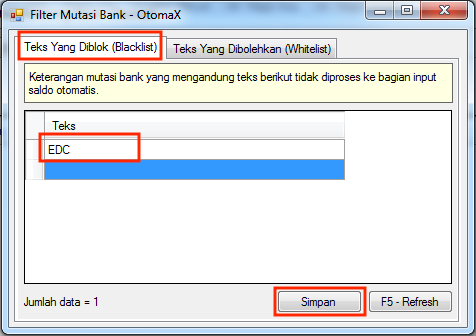 Filter Mutasi Bank - OtomaX
Teks Yang Diblok (Blacklist)
Teks Yang Dibolehkan (Whitelist)
Keterangan mutasi bank yang mengandung teks berikut tidak diproses ke bagian input
saldo otomatis.
Teks
EDC
Jumlah data = 1
Simpan
F5 - Refresh